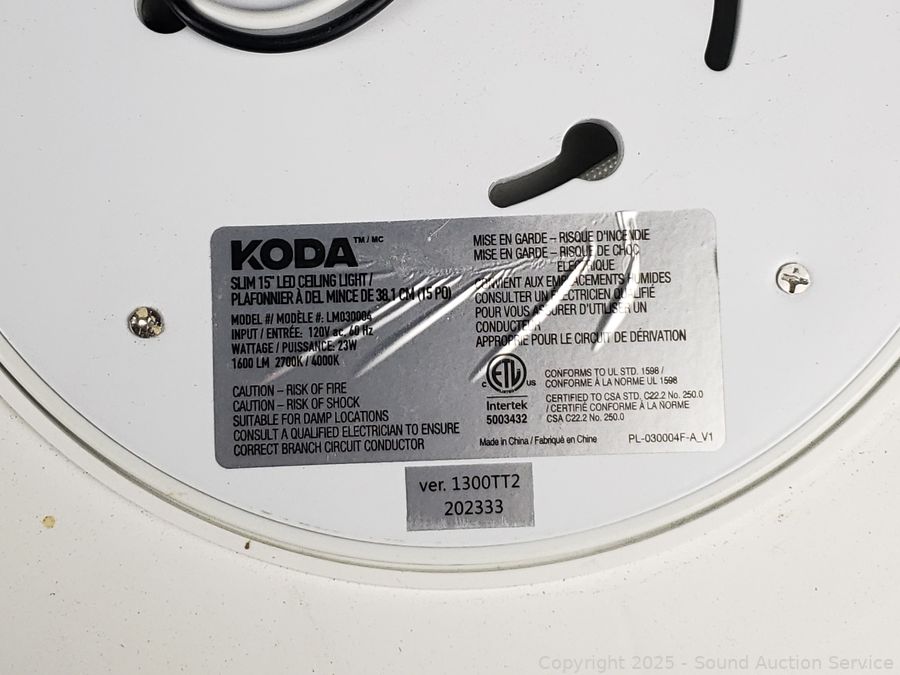 KODA™/MC
SLIM 15" LED CEILING LIGHT /
PLAFONNIER À DEL MINCE DE 38.1 CM (15 PO)
MODEL #/ MODÈLE #: LM030004
INPUT / ENTRÉE: 120V ac, 60 Hz
WATTAGE / PUISSANCE: 23W
1600 LM 2700K / 4000K
CAUTION – RISK OF FIRE
CAUTION – RISK OF SHOCK
SUITABLE FOR DAMP LOCATIONS
CONSULT A QUALIFIED ELECTRICIAN TO ENSURE
CORRECT BRANCH CIRCUIT CONDUCTOR
MISE EN GARDE – RISQUE D'INCENDIE
MISE EN GARDE – RISQUE DE CHOC
ÉLECTRIQUE
CONVIENT AUX EMPLACEMENTS HUMIDES
CONSULTER UN ÉLECTRICIEN QUALIFIÉ
POUR VOUS ASSURER D'UTILISER UN
CONDUCTEUR
APPROPRIÉ POUR LE CIRCUIT DE DÉRIVATION
C ETL US
Intertek
5003432
CONFORMS TO UL STD. 1598 /
CONFORME À LA NORME UL 1598
CERTIFIED TO CSA STD. C22.2 No. 250.0
/ CERTIFIÉ CONFORME À LA NORME
CSA C22.2 No. 250.0
Made in China / Fabriqué en Chine
PL-030004F-A_V1
ver. 1300TT2
202333
Copyright 2025 - Sound Auction Service